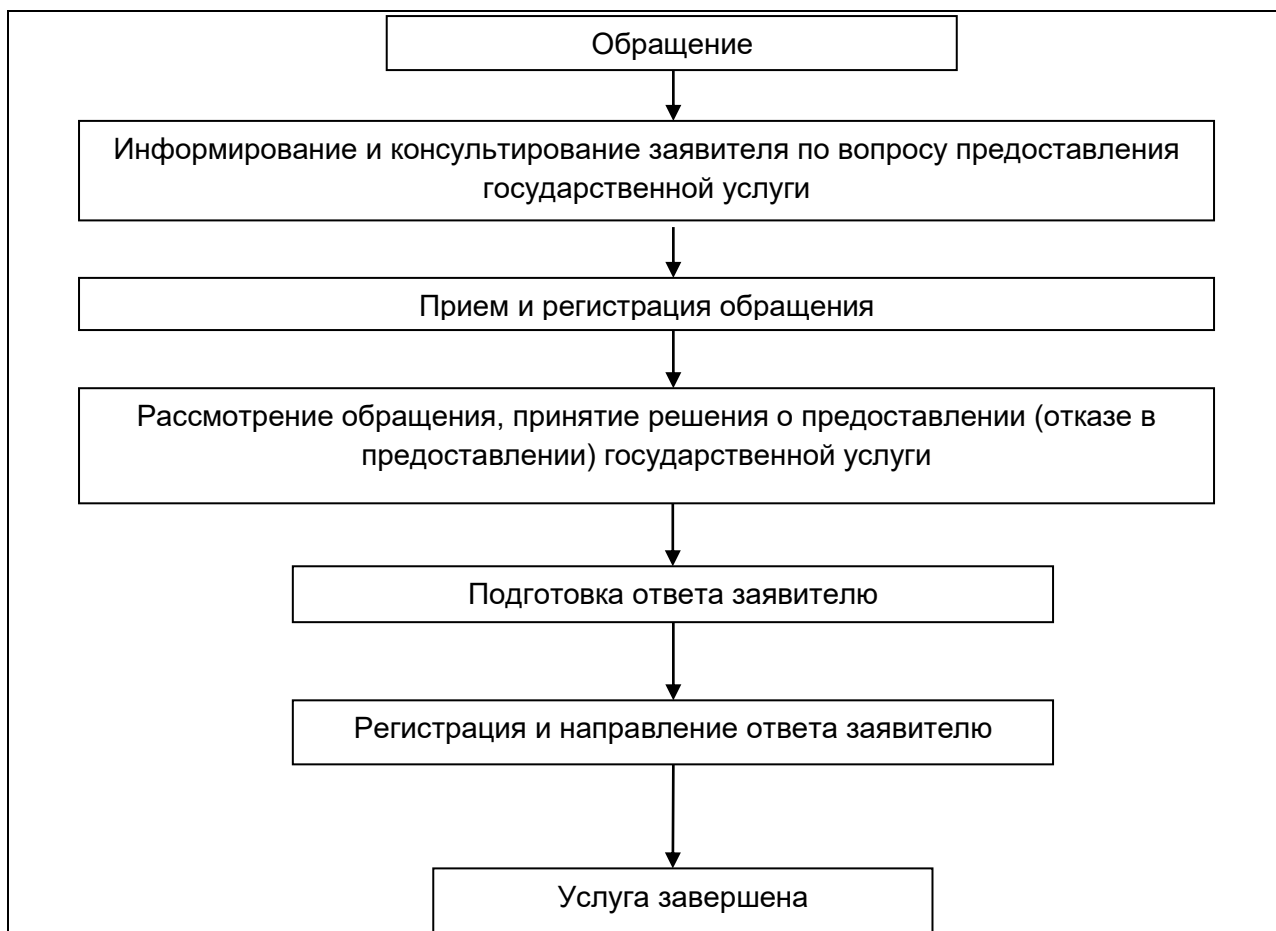 Обращение
Информирование и консультирование заявителя по вопросу предоставления
государственной услуги
Прием и регистрация обращения
Рассмотрение обращения, принятие решения о предоставлении (отказе в
предоставлении) государственной услуги
Подготовка ответа заявителю
Регистрация и направление ответа заявителю
Услуга завершена